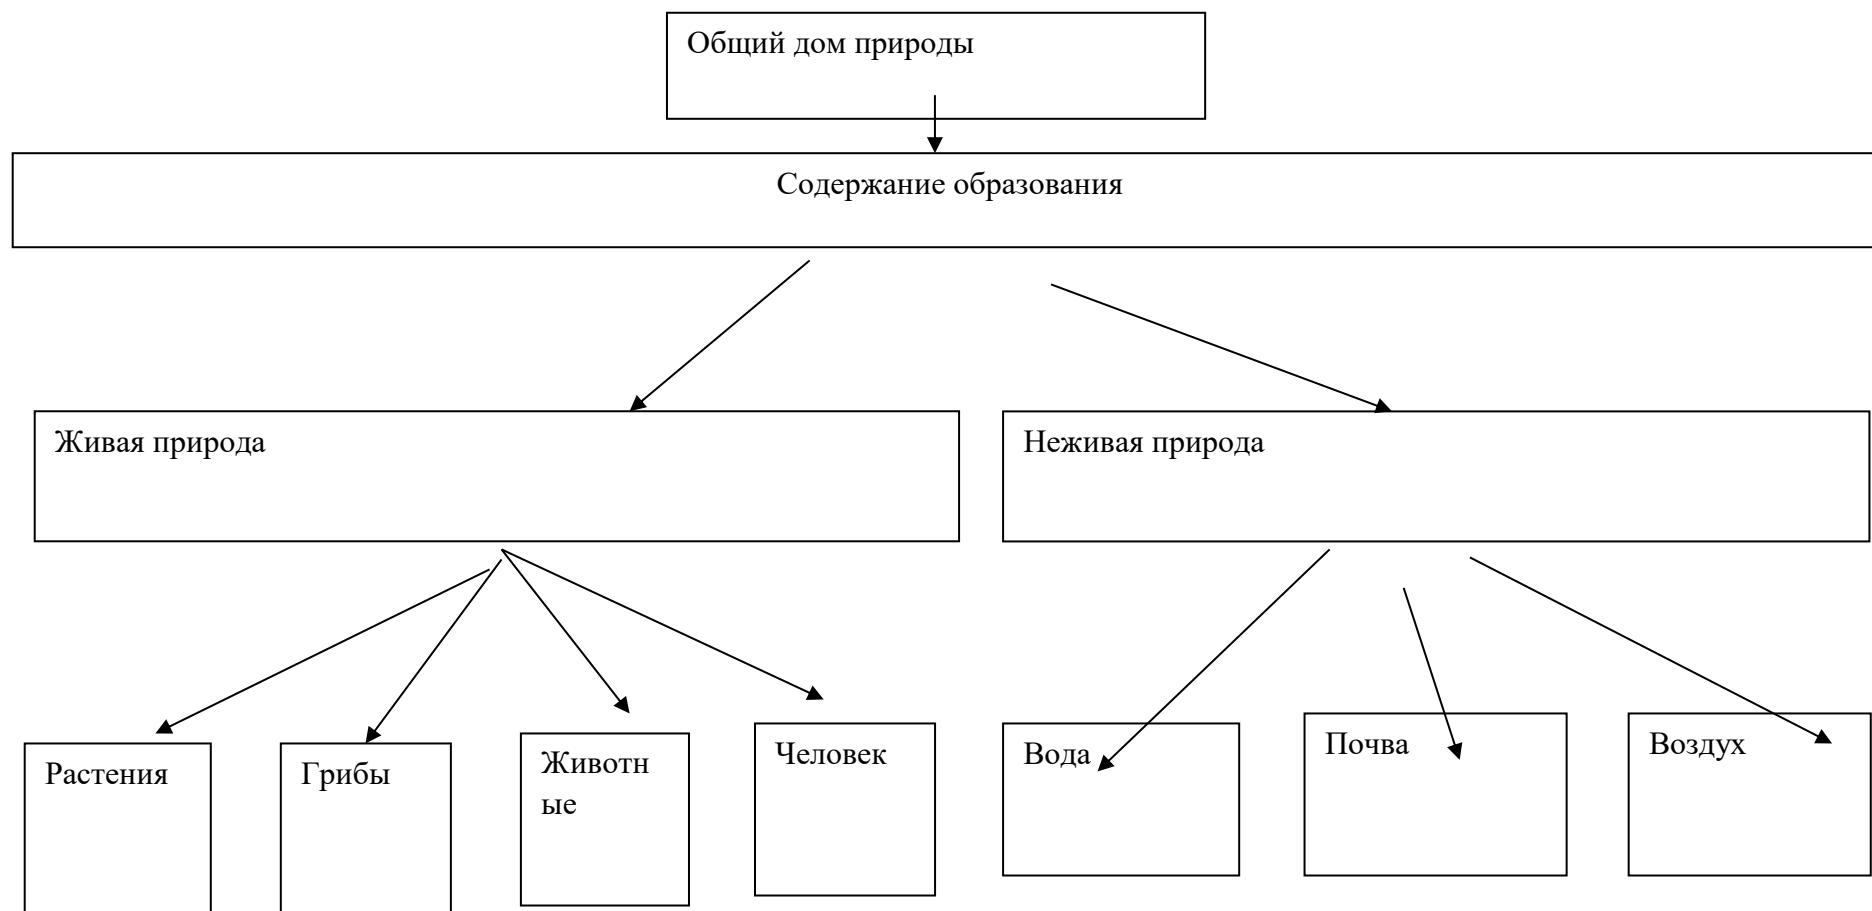 Общий дом природы
Содержание образования
Живая природа
Неживая природа
Растения
Грибы
Животн
ые
Человек
Вода
Почва
Воздух